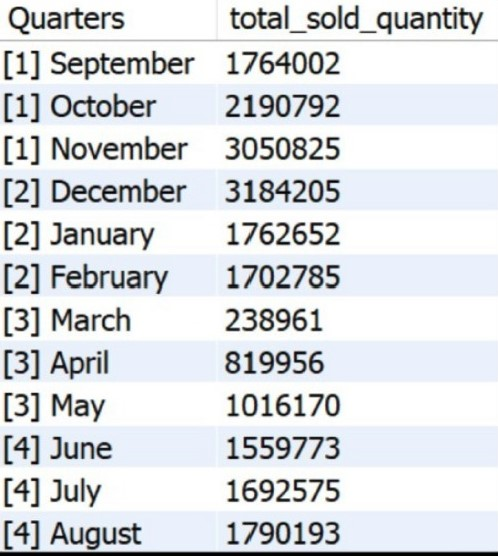 Quarters total_sold_quantity
[1] September 1764002
[1] October 2190792
[1] November 3050825
[2] December 3184205
[2] January 1762652
[2] February 1702785
[3] March 238961
[3] April 819956
[3] May 1016170
[4] June 1559773
[4] July 1692575
[4] August 1790193